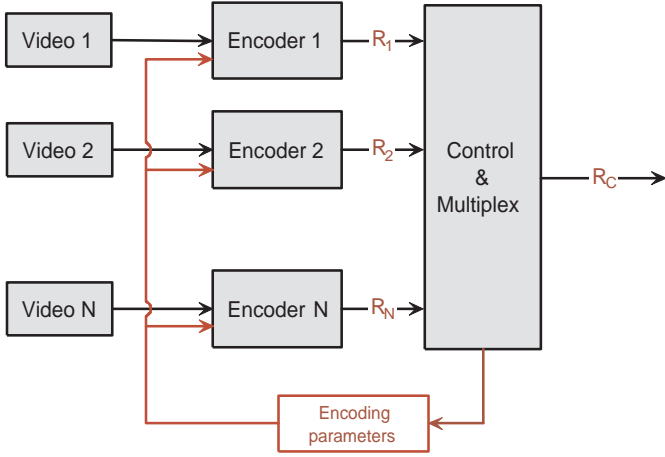 Video 1
Encoder 1
R1
Video 2
Encoder 2
R2
Control
&
Multiplex
RC
Video N
Encoder N
RN
Encoding
parameters